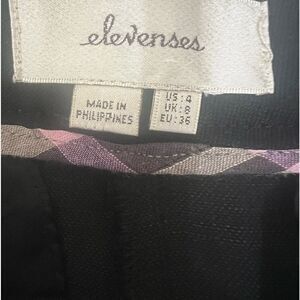 elevenses
MADE IN
PHILIPPINES
US : 4
UK : 8
EU : 36